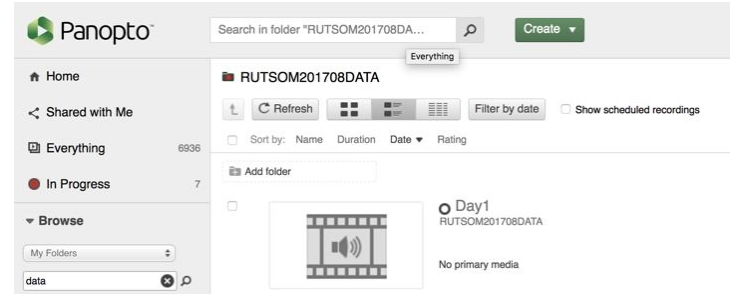 Panopto
Search in folder "RUTSOM201708DA...
Create
Everything
Home
Shared with Me
Everything 6936
In Progress 7
Browse
My Folders
data
RUTSOM201708DATA
Refresh
Filter by date
Show scheduled recordings
Sort by: Name Duration Date Rating
Add folder
Day1
RUTSOM201708DATA
No primary media